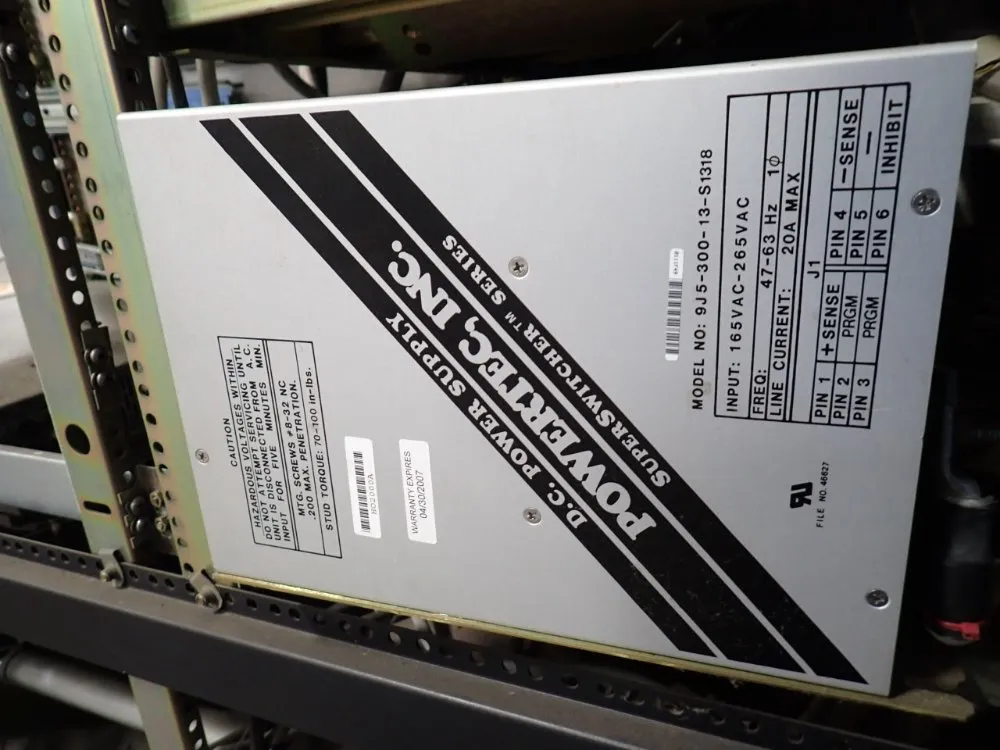 CAUTION
HAZARDOUS VOLTAGES WITHIN
DO NOT ATTEMPT SERVICING UNTIL
UNIT IS DISCONNECTED FROM A.C.
INPUT FOR FIVE MINUTES MIN.
MTG. SCREWS #8-32 NC
.200 MAX. PENETRATION.
STUD TORQUE: 70-100 in-lbs.
WARRANTY EXPIRES
04/30/2007
D.C. POWER SUPPLY
POWERTEC, INC.
SUPERSWITCHER™ SERIES
MODEL NO: 9J5-300-13-S1318
INPUT: 165VAC-265VAC
FREQ: 47-63 Hz 1φ
LINE CURRENT: 20A MAX
J1
PIN 1 +SENSE PIN 4 -SENSE
PIN 2 PRGM PIN 5 —
PIN 3 PRGM PIN 6 INHIBIT
FILE NO. 46627